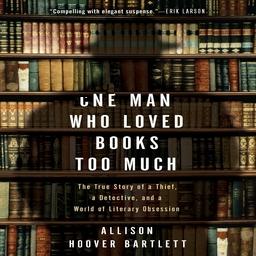 "Compelling with elegant suspense."—ERIK LARSON
ONE MAN
WHO LOVED
BOOKS
TOO MUCH
The True Story of a Thief,
a Detective, and a
World of Literary Obsession
ALLISON
HOOVER BARTLETT